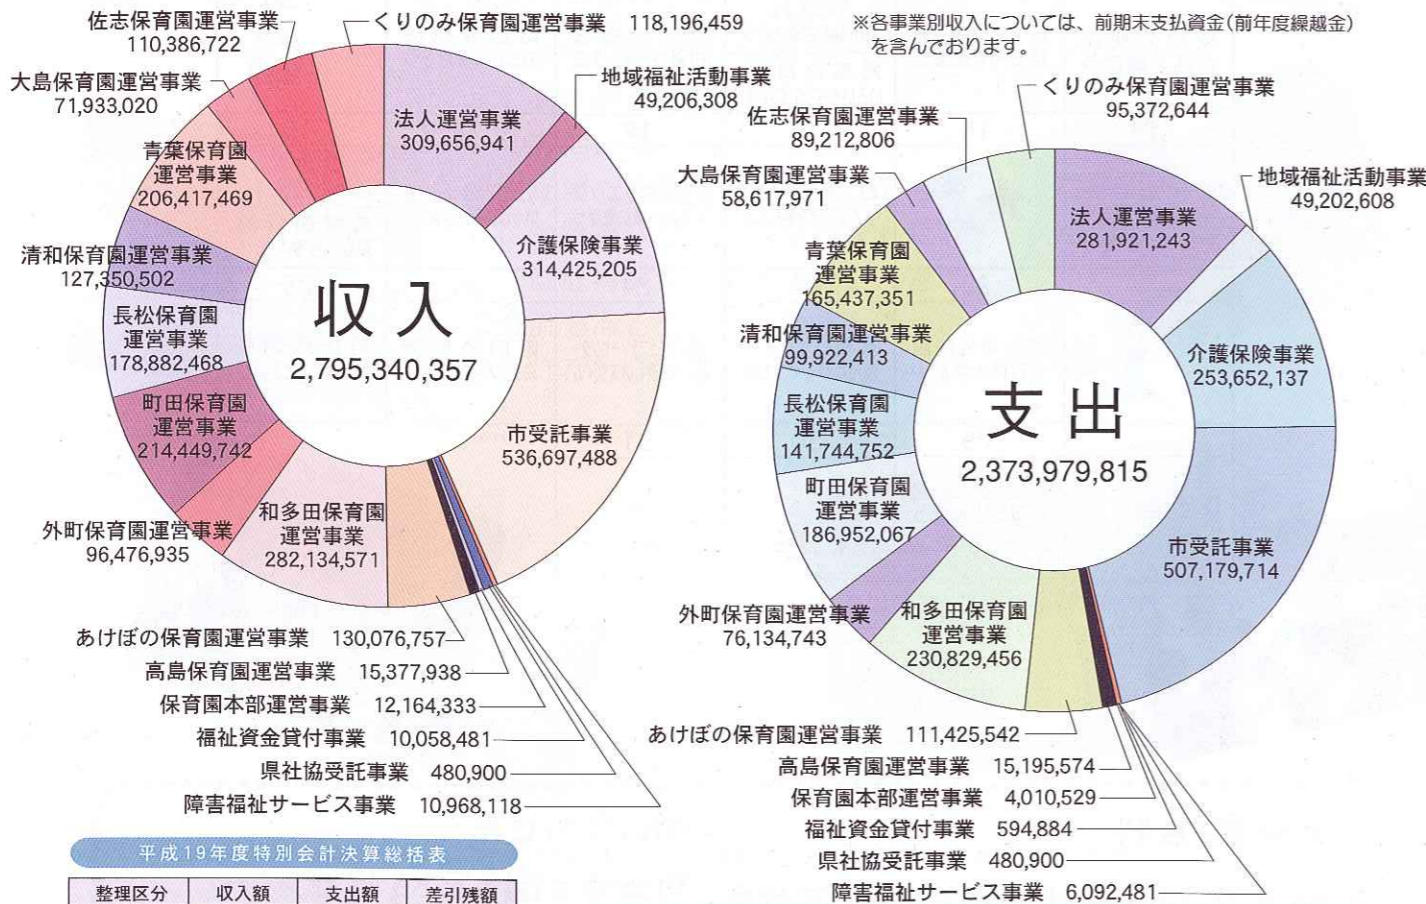 佐志保育園運営事業
110,386,722
くりのみ保育園運営事業 118,196,459
大島保育園運営事業
71,933,020
地域福祉活動事業
49,206,308
法人運営事業
309,656,941
青葉保育園
運営事業
206,417,469
介護保険事業
314,425,205
清和保育園運営事業
127,350,502
収入
2,795,340,357
長松保育園
運営事業
178,882,468
町田保育園
運営事業
214,449,742
市受託事業
536,697,488
外町保育園運営事業
96,476,935
和多田保育園
運営事業
282,134,571
あけぼの保育園運営事業 130,076,757
高島保育園運営事業 15,377,938
保育園本部運営事業 12,164,333
福祉資金貸付事業 10,058,481
県社協受託事業 480,900
障害福祉サービス事業 10,968,118
※各事業別収入については、前期末支払資金(前年度繰越金)
を含んでおります。
くりのみ保育園運営事業
95,372,644
佐志保育園運営事業
89,212,806
大島保育園運営事業
58,617,971
地域福祉活動事業
49,202,608
法人運営事業
281,921,243
青葉保育園
運営事業
165,437,351
清和保育園運営事業
99,922,413
介護保険事業
253,652,137
長松保育園
運営事業
141,744,752
支出
2,373,979,815
町田保育園
運営事業
186,952,067
市受託事業
507,179,714
外町保育園運営事業
76,134,743
和多田保育園
運営事業
230,829,456
あけぼの保育園運営事業 111,425,542
高島保育園運営事業 15,195,574
保育園本部運営事業 4,010,529
福祉資金貸付事業 594,884
県社協受託事業 480,900
障害福祉サービス事業 6,092,481
平成19年度特別会計決算総括表
整理区分 収入額 支出額 差引残額